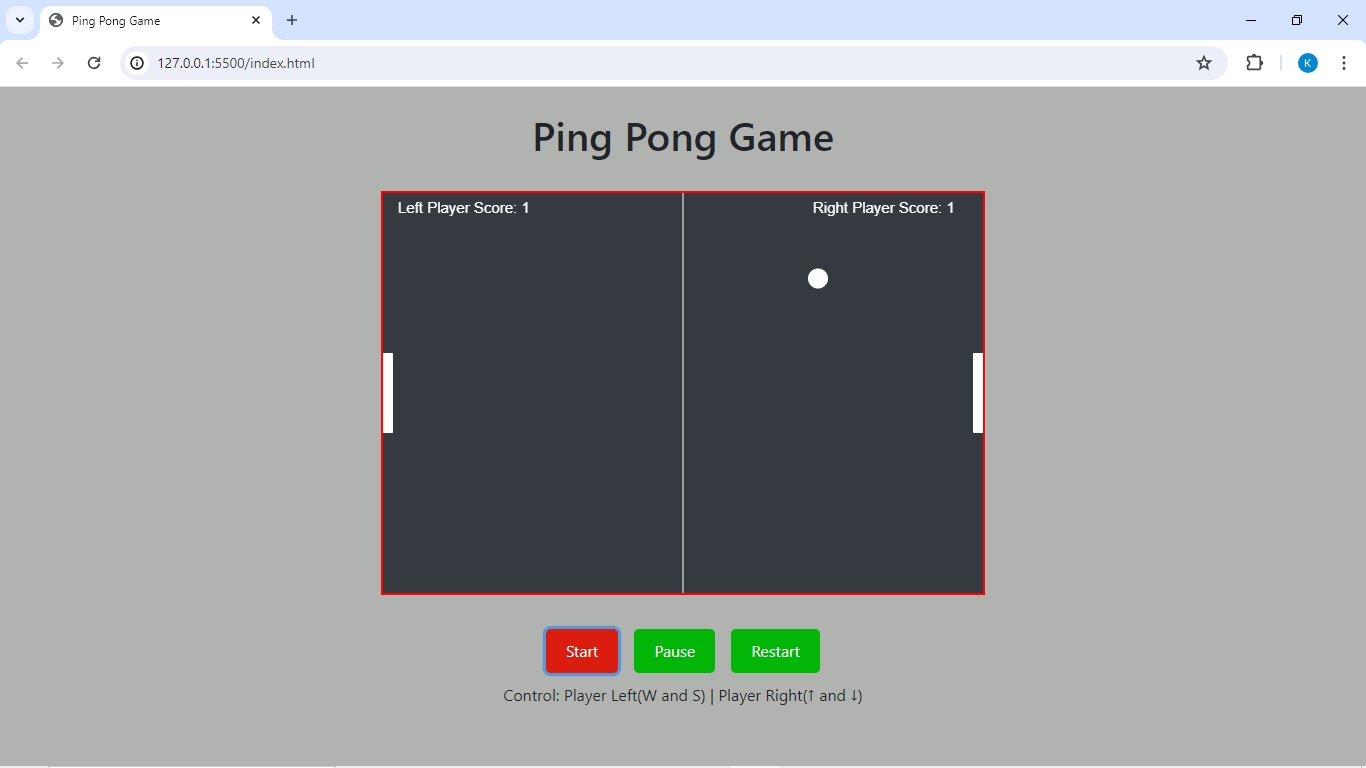 Ping Pong Game
127.0.0.1:5500/index.html
K
Ping Pong Game
Left Player Score: 1
Right Player Score: 1
Start
Pause
Restart
Control: Player Left(W and S) | Player Right(↑ and ↓)